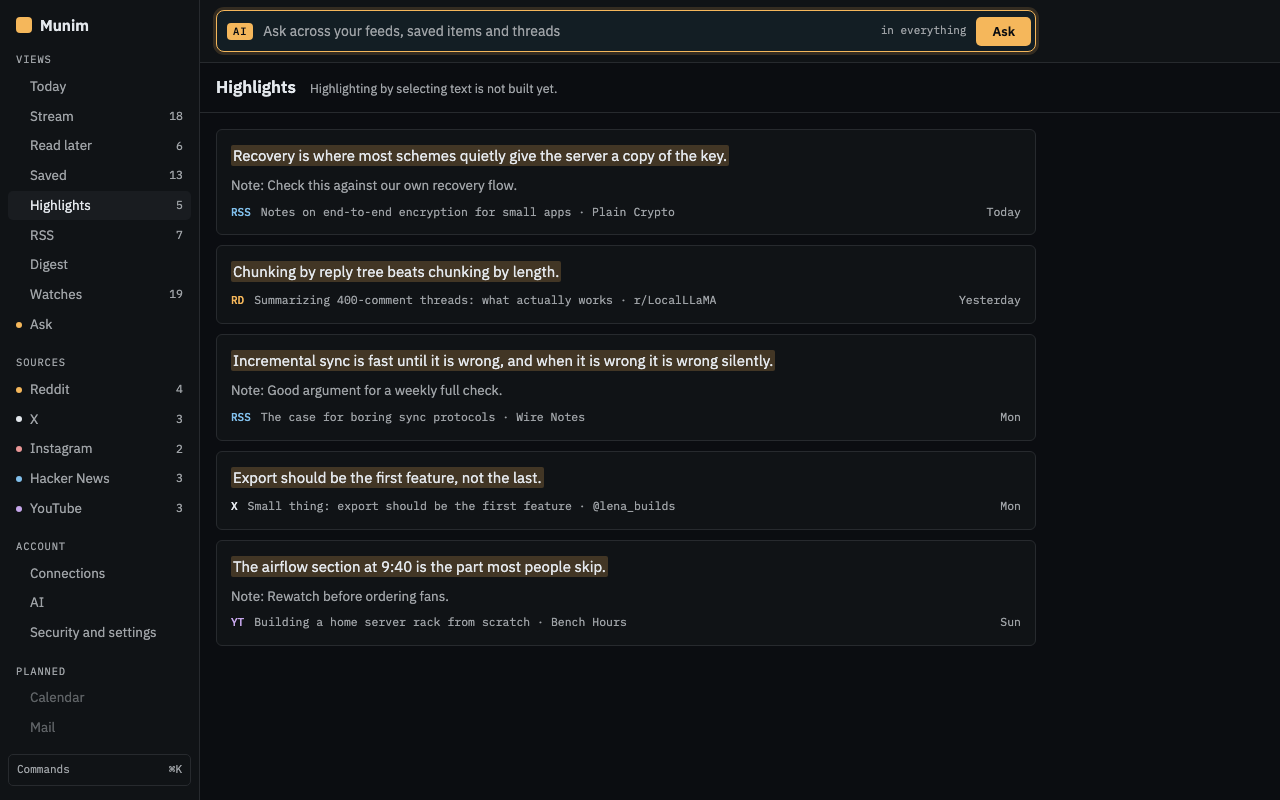 Munim
VIEWS
Today
Stream 18
Read later 6
Saved 13
Highlights 5
RSS 7
Digest
Watches 19
Ask
SOURCES
Reddit 4
X 3
Instagram 2
Hacker News 3
YouTube 3
ACCOUNT
Connections
AI
Security and settings
PLANNED
Calendar
Mail
Commands ⌘K
AI Ask across your feeds, saved items and threads in everything Ask
Highlights Highlighting by selecting text is not built yet.
Recovery is where most schemes quietly give the server a copy of the key.
Note: Check this against our own recovery flow.
RSS Notes on end-to-end encryption for small apps · Plain Crypto Today
Chunking by reply tree beats chunking by length.
RD Summarizing 400-comment threads: what actually works · r/LocalLLaMA Yesterday
Incremental sync is fast until it is wrong, and when it is wrong it is wrong silently.
Note: Good argument for a weekly full check.
RSS The case for boring sync protocols · Wire Notes Mon
Export should be the first feature, not the last.
X Small thing: export should be the first feature · @lena_builds Mon
The airflow section at 9:40 is the part most people skip.
Note: Rewatch before ordering fans.
YT Building a home server rack from scratch · Bench Hours Sun